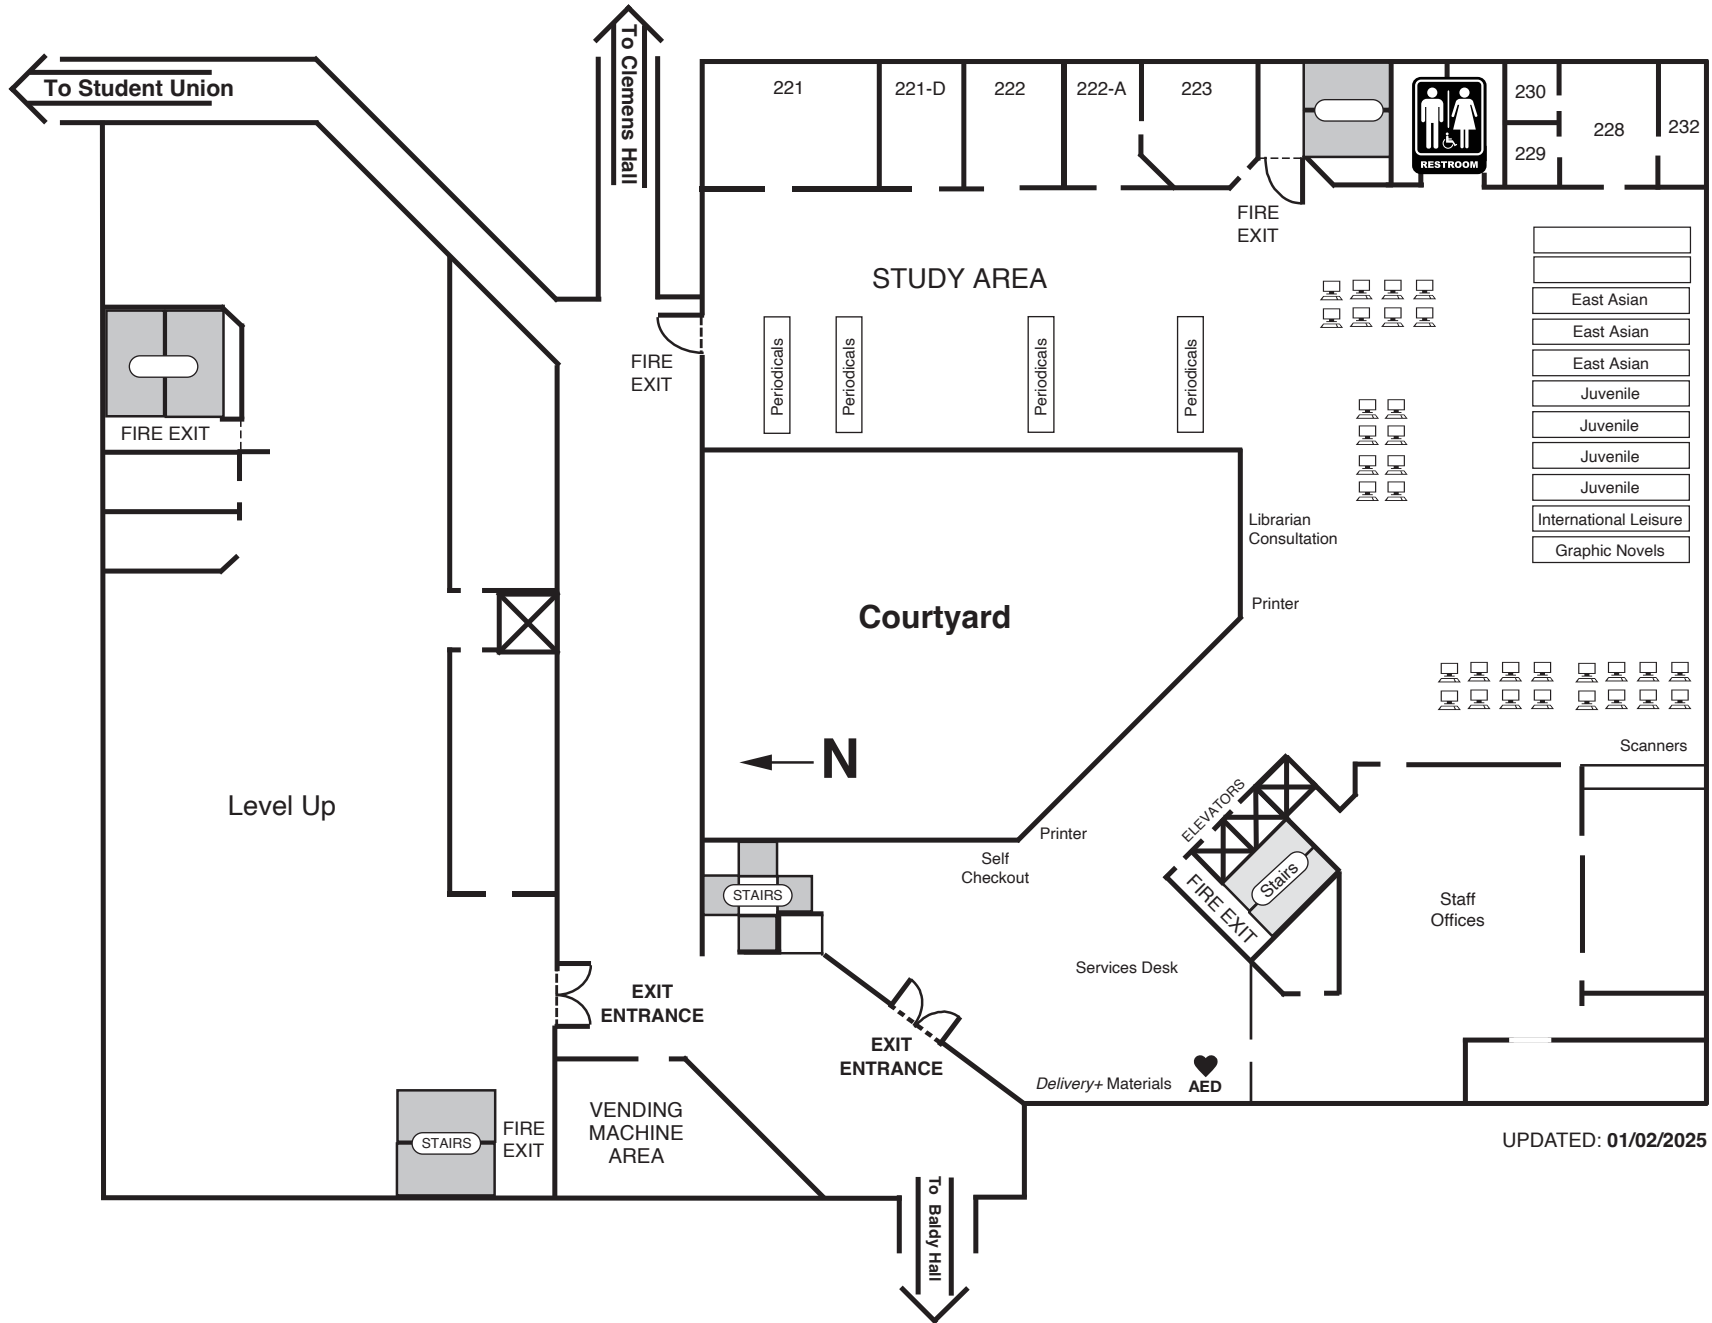 To Student Union
To Clemens Hall
221
221-D
222
222-A
223
RESTROOM
230
229
228
232
FIRE
EXIT
STUDY AREA
FIRE
EXIT
Periodicals
Periodicals
Periodicals
Periodicals
East Asian
East Asian
East Asian
Juvenile
Juvenile
Juvenile
Juvenile
International Leisure
Graphic Novels
FIRE EXIT
Librarian
Consultation
Printer
Courtyard
N
Level Up
Scanners
ELEVATORS
Stairs
FIRE EXIT
Printer
Self
Checkout
STAIRS
Staff
Offices
Services Desk
EXIT
ENTRANCE
EXIT
ENTRANCE
Delivery+ Materials
AED
VENDING
MACHINE
AREA
STAIRS
FIRE
EXIT
UPDATED: 01/02/2025
To Baldy Hall